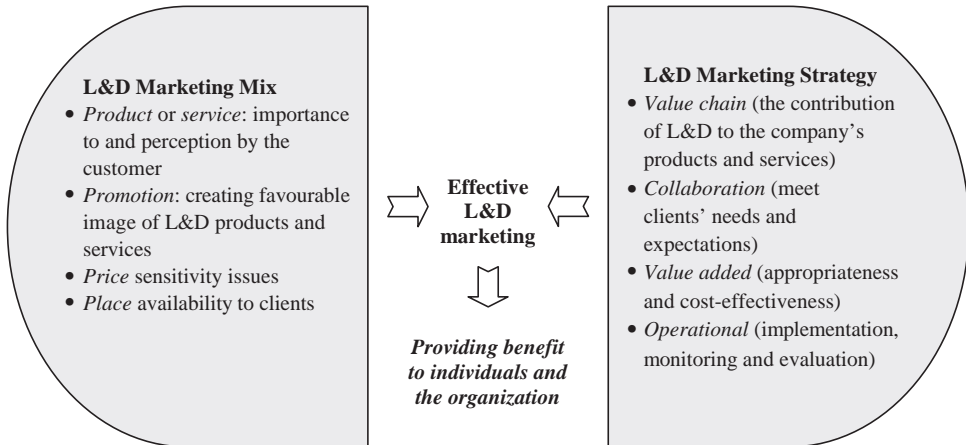 L&D Marketing Mix
• Product or service: importance
to and perception by the
customer
• Promotion: creating favourable
image of L&D products and
services
• Price sensitivity issues
• Place availability to clients
Effective
L&D
marketing
Providing benefit
to individuals and
the organization
L&D Marketing Strategy
• Value chain (the contribution
of L&D to the company's
products and services)
• Collaboration (meet
clients' needs and
expectations)
• Value added (appropriateness
and cost-effectiveness)
• Operational (implementation,
monitoring and evaluation)